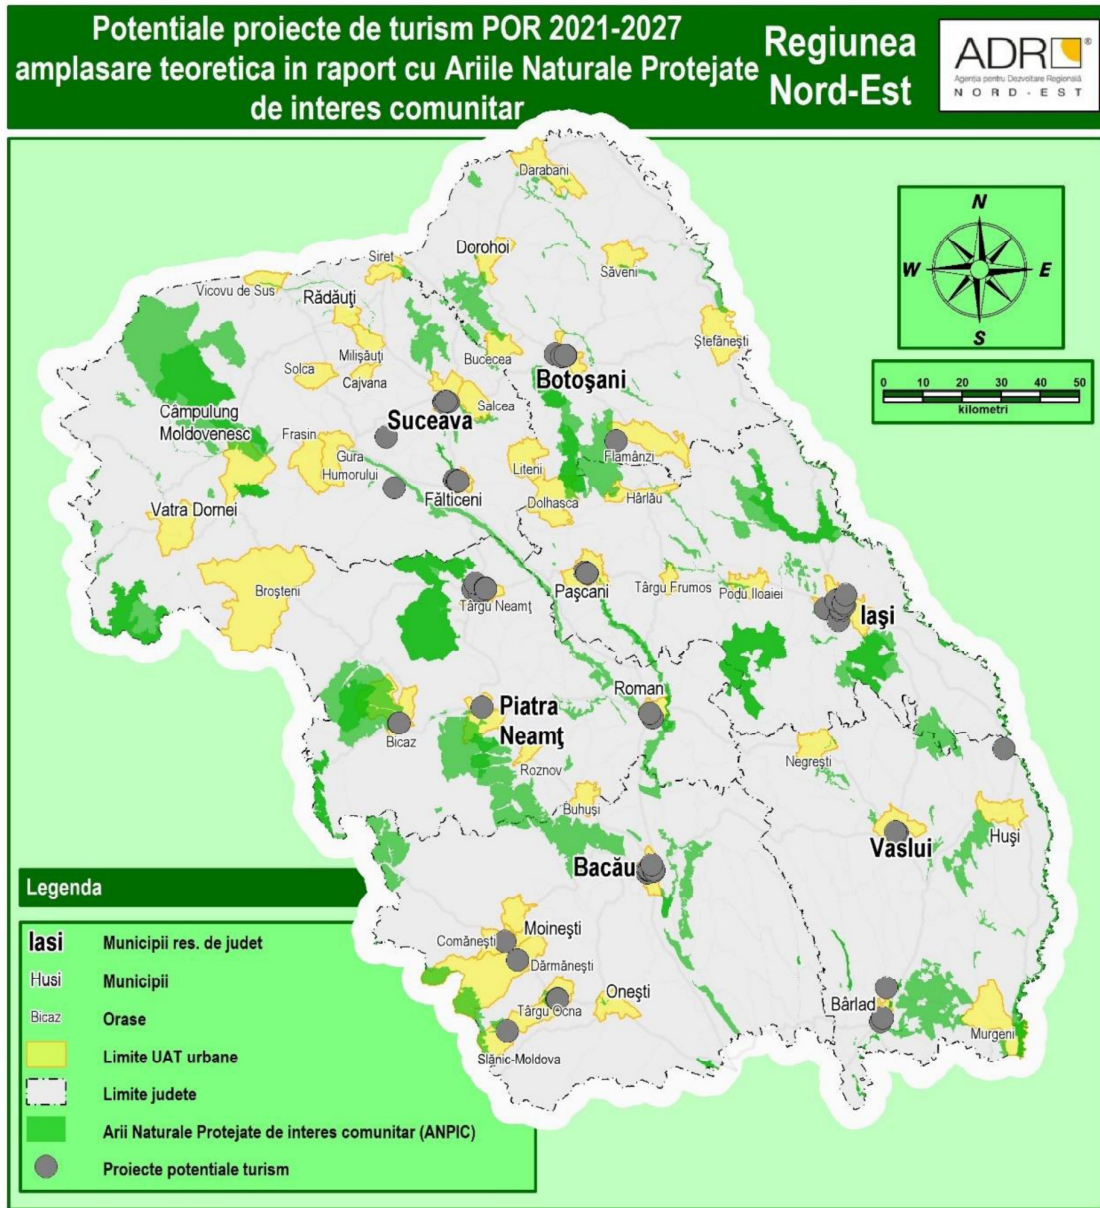 Potentiale proiecte de turism POR 2021-2027
amplasare teoretica in raport cu Ariile Naturale Protejate
de interes comunitar
Regiunea
Nord-Est
ADR ®
Agenția pentru Dezvoltare Regională
NORD-EST
N
W E
S
0 10 20 30 40 50
kilometri
Darabani
Dorohoi
Siret
Săveni
Vicovu de Sus
Rădăuţi
Ştefăneşti
Milişăuţi
Bucecea
Solca
Cajvana
Botoşani
Salcea
Câmpulung
Moldovenesc
Suceava
Frasin
Gura
Humorului
Flamânzi
Liteni
Fălticeni
Dolhasca
Hârlău
Vatra Dornei
Broşteni
Târgu Neamţ
Paşcani
Târgu Frumos
Podu Iloaiei
Iaşi
Roman
Piatra
Neamţ
Bicaz
Roznov
Negreşti
Buhuşi
Huşi
Vaslui
Bacău
Moineşti
Comăneşti
Dărmăneşti
Oneşti
Târgu Ocna
Bârlad
Murgeni
Slănic-Moldova
Legenda
Iasi Municipii res. de judet
Husi Municipii
Bicaz Orase
Limite UAT urbane
Limite judete
Arii Naturale Protejate de interes comunitar (ANPIC)
Proiecte potentiale turism